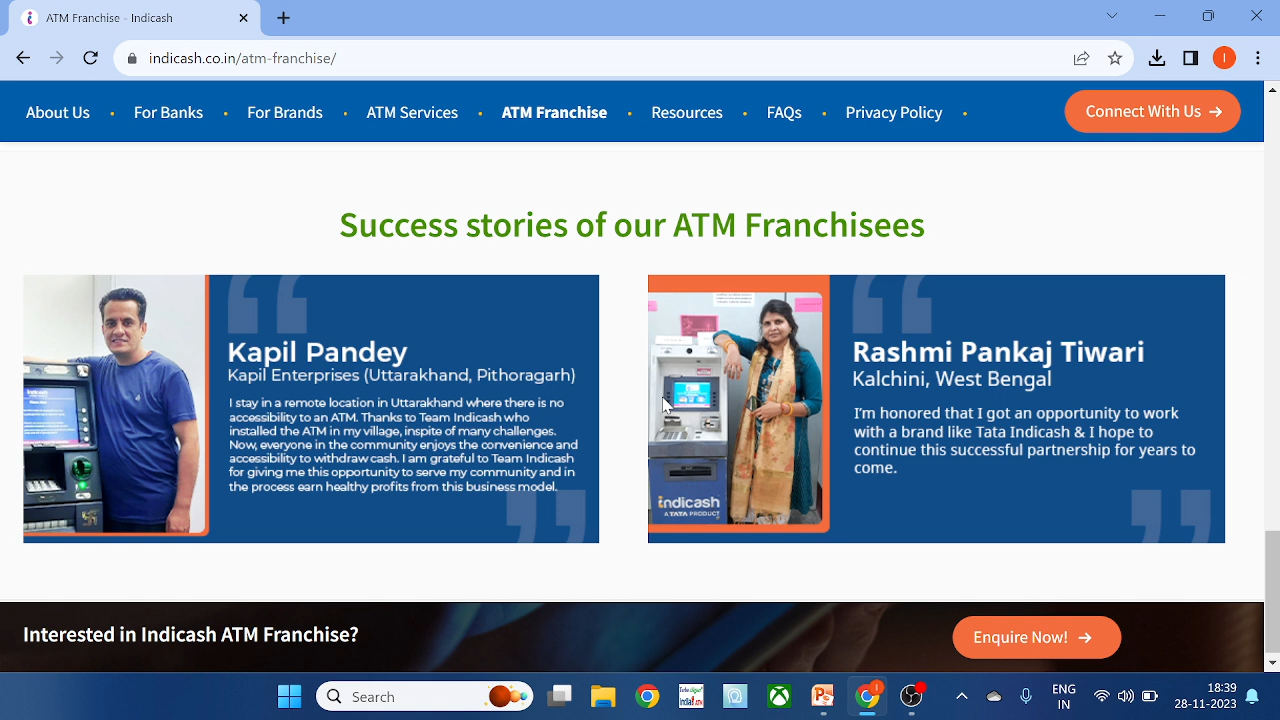 ATM Franchise - Indicash
indicash.co.in/atm-franchise/
About Us
For Banks
For Brands
ATM Services
ATM Franchise
Resources
FAQs
Privacy Policy
Connect With Us →
Success stories of our ATM Franchisees
Kapil Pandey
Kapil Enterprises (Uttarakhand, Pithoragarh)
I stay in a remote location in Uttarakhand where there is no
accessibility to an ATM. Thanks to Team Indicash who
installed the ATM in my village, inspite of many challenges.
Now, everyone in the community enjoys the convenience and
accessibility to withdraw cash. I am grateful to Team Indicash
for giving me this opportunity to serve my community and in
the process earn healthy profits from this business model.
indicash
A TATA PRODUCT
Rashmi Pankaj Tiwari
Kalchini, West Bengal
I'm honored that I got an opportunity to work
with a brand like Tata Indicash & I hope to
continue this successful partnership for years to
come.
Interested in Indicash ATM Franchise?
Enquire Now! →
Search
ENG
IN
18:39
28-11-2023